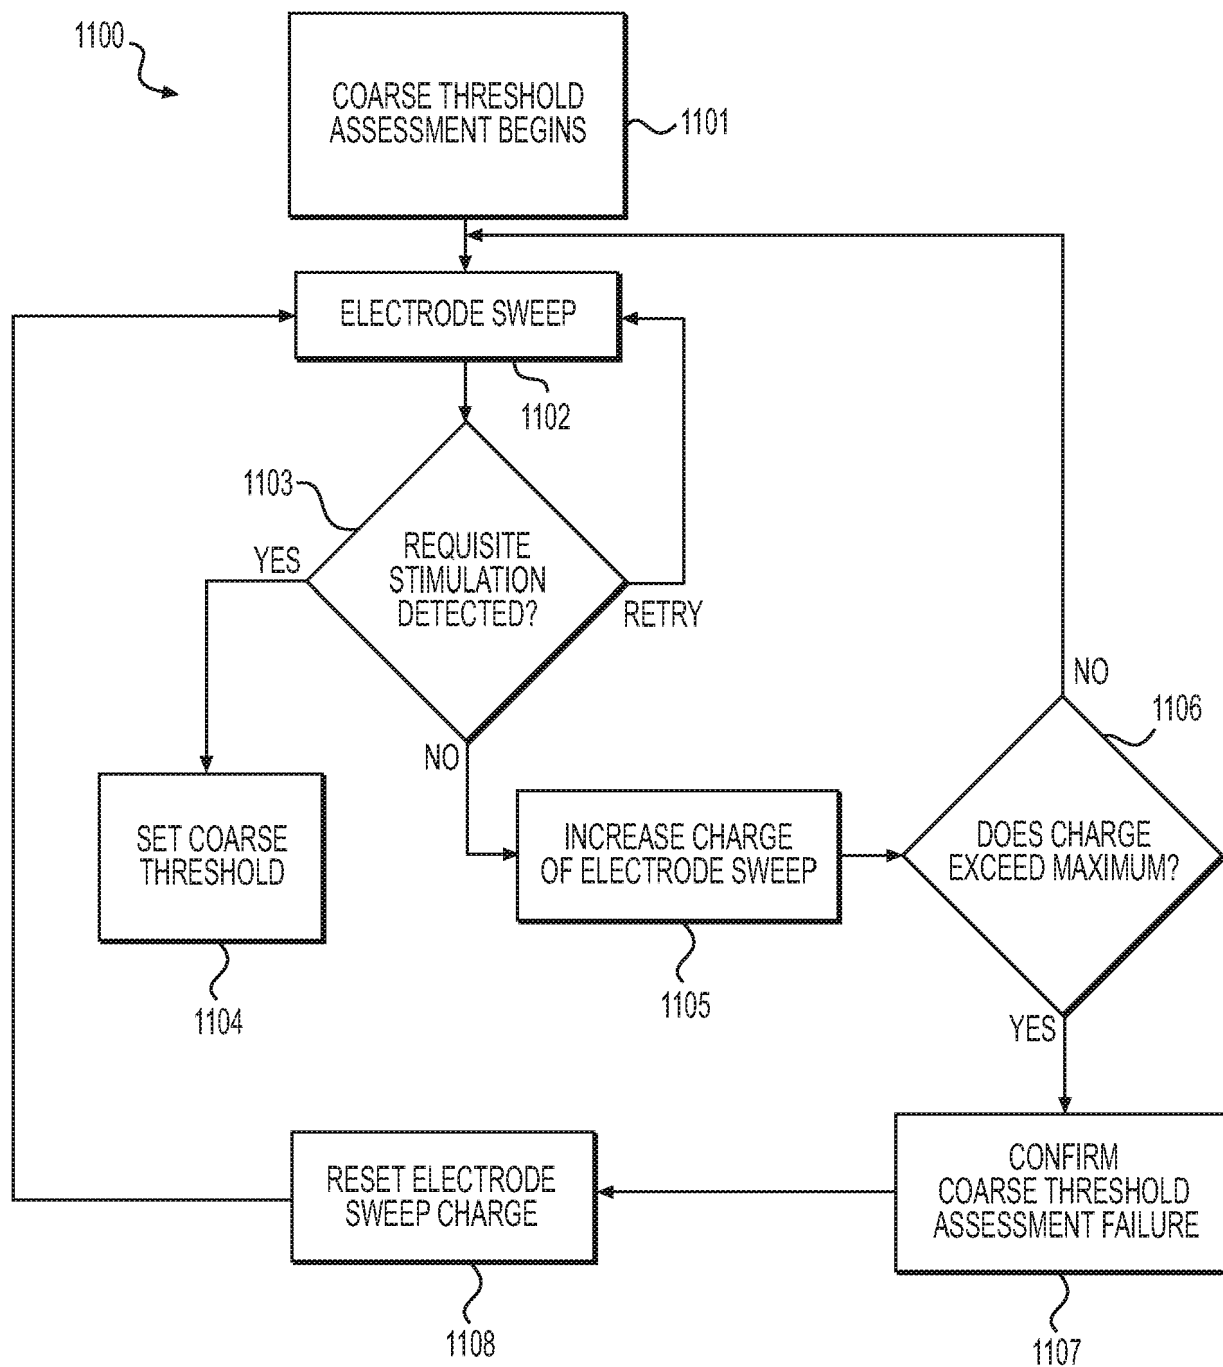 1100
COARSE THRESHOLD
ASSESSMENT BEGINS
1101
ELECTRODE SWEEP
1102
1103
YES
REQUISITE
STIMULATION
DETECTED?
RETRY
NO
NO
1106
SET COARSE
THRESHOLD
1104
INCREASE CHARGE
OF ELECTRODE SWEEP
1105
DOES CHARGE
EXCEED MAXIMUM?
YES
RESET ELECTRODE
SWEEP CHARGE
1108
CONFIRM
COARSE THRESHOLD
ASSESSMENT FAILURE
1107